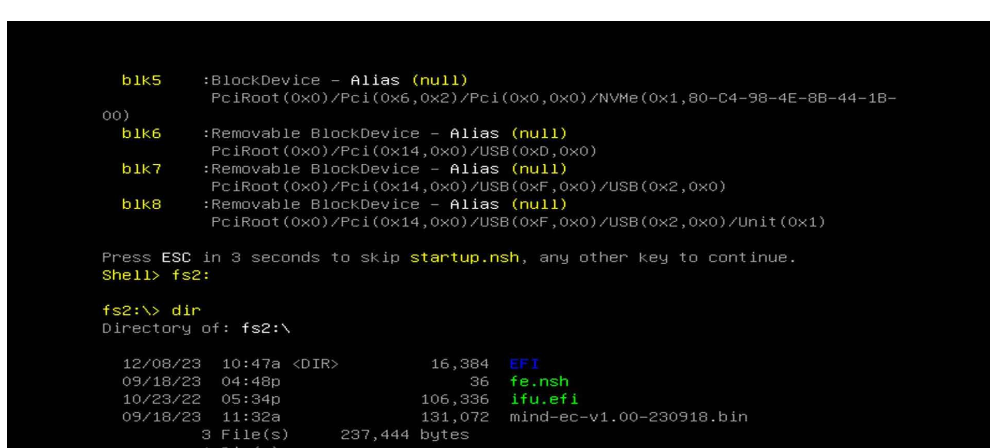 blk5 :BlockDevice - Alias (null)
PciRoot(0x0)/Pci(0x6,0x2)/Pci(0x0,0x0)/NVMe(0x1,80-C4-98-4E-8B-44-1B-
00)
blk6 :Removable BlockDevice - Alias (null)
PciRoot(0x0)/Pci(0x14,0x0)/USB(0xD,0x0)
blk7 :Removable BlockDevice - Alias (null)
PciRoot(0x0)/Pci(0x14,0x0)/USB(0xF,0x0)/USB(0x2,0x0)
blk8 :Removable BlockDevice - Alias (null)
PciRoot(0x0)/Pci(0x14,0x0)/USB(0xF,0x0)/USB(0x2,0x0)/Unit(0x1)
Press ESC in 3 seconds to skip startup.nsh, any other key to continue.
Shell> fs2:
fs2:\> dir
Directory of: fs2:\
12/08/23 10:47a <DIR> 16,384 EFI
09/18/23 04:48p 36 fe.nsh
10/23/22 05:34p 106,336 ifu.efi
09/18/23 11:32a 131,072 mind-ec-v1.00-230918.bin
3 File(s) 237,444 bytes